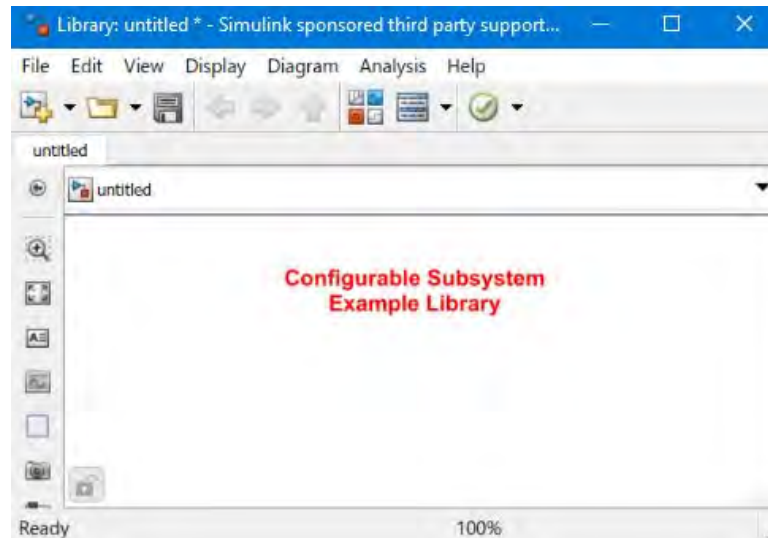 Library: untitled * - Simulink sponsored third party support...
File Edit View Display Diagram Analysis Help
untitled
untitled
Configurable Subsystem
Example Library
Ready 100%